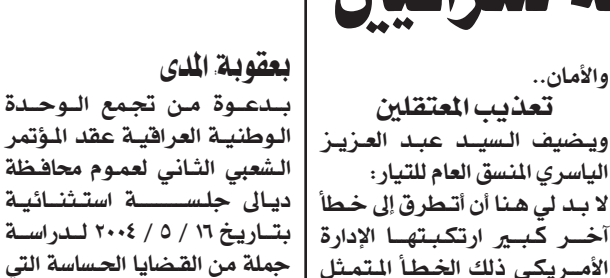 والأمان..
تعذيب المعتقلين
ويضيف السيد عبد العزيز
الياسري المنسق العام للتيار:
لا بد لي هنا أن أتطرق إلى خطأ
آخر كبير ارتكبتها الإدارة
الأمريكي ذلك الخطأ المتمثل
بعقوبة: المدى
بدعوة من تجمع الوحدة
الوطنية العراقية عقد المؤتمر
الشعبي الثاني لعموم محافظة
ديالى جلسة استثنائية
بتاريخ ١٦ / ٥ / ٢٠٠٤ لدراسة
جملة من القضايا الحساسة التي